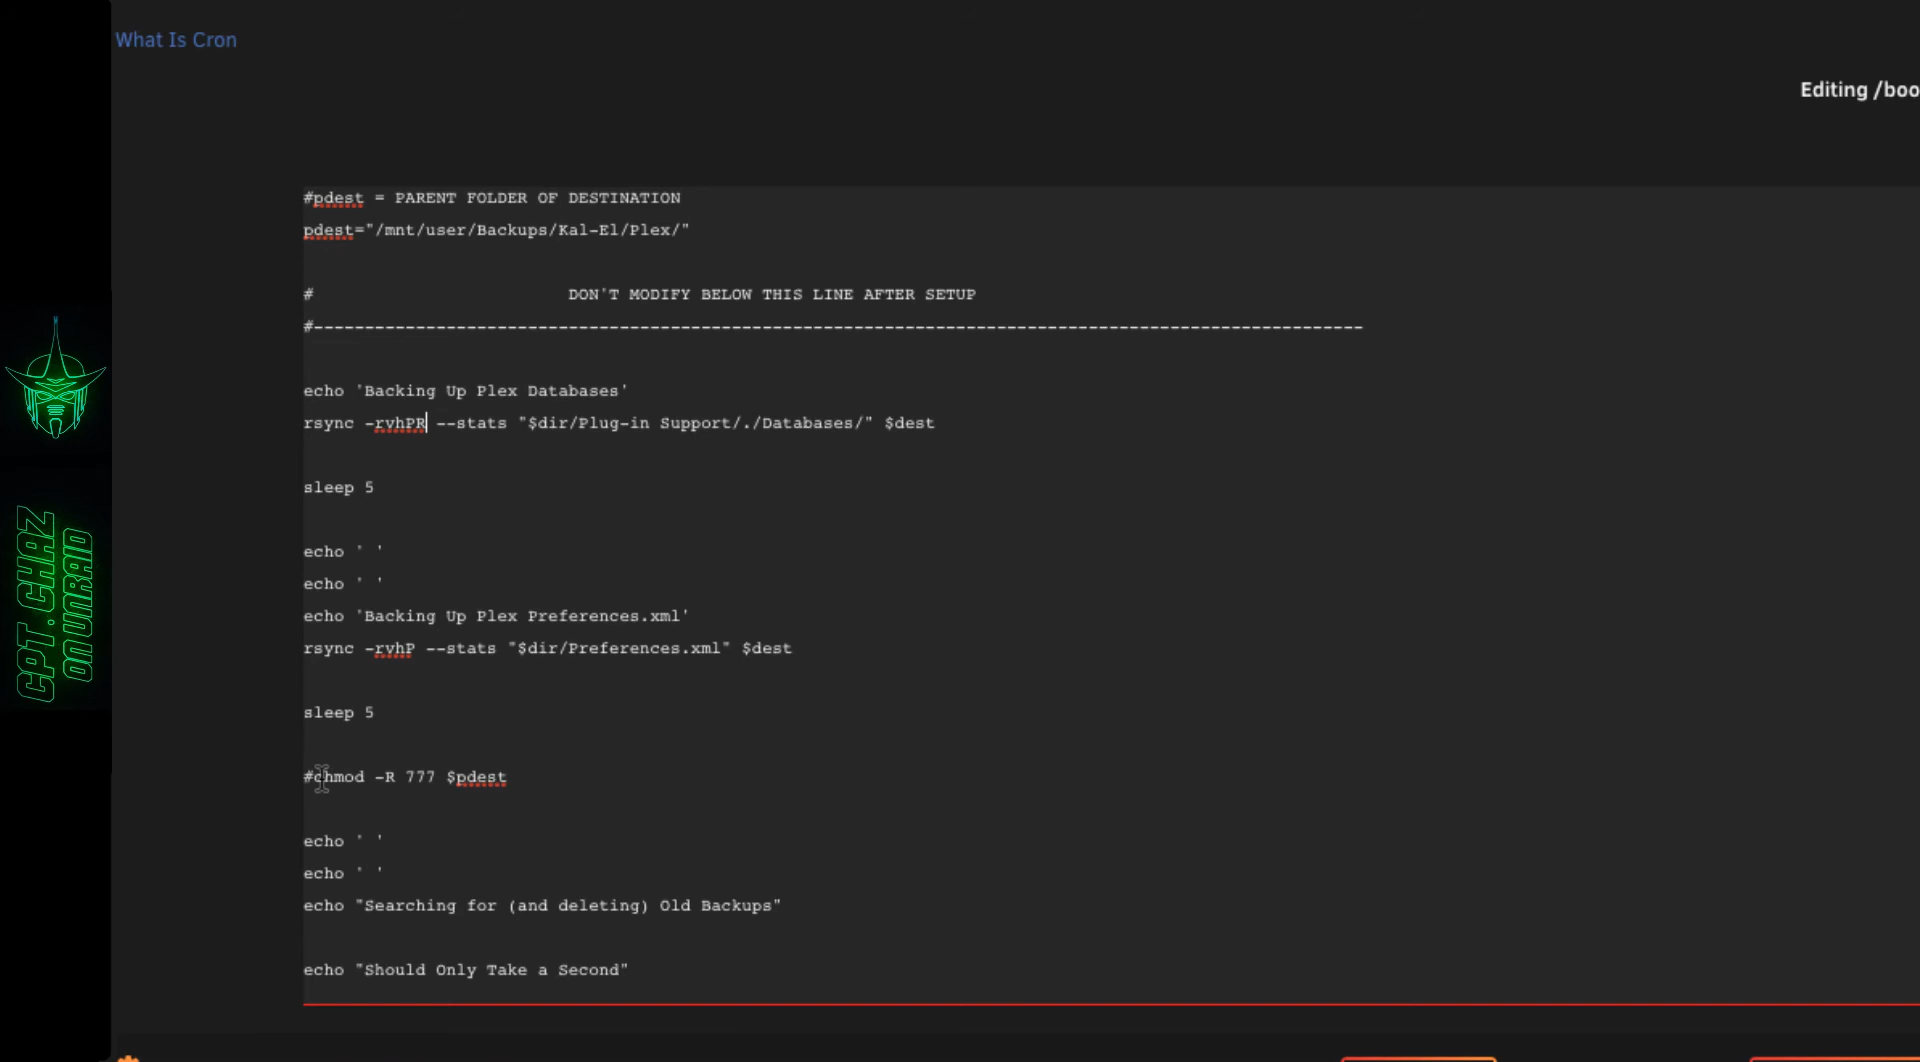 What Is Cron
Editing /boo
#pdest = PARENT FOLDER OF DESTINATION
pdest="/mnt/user/Backups/Kal-El/Plex/"
# DON'T MODIFY BELOW THIS LINE AFTER SETUP
#-------------------------------------------------------------------------------------------------------
echo 'Backing Up Plex Databases'
rsync -rvhPR --stats "$dir/Plug-in Support/./Databases/" $dest
sleep 5
echo ' '
echo ' '
echo 'Backing Up Plex Preferences.xml'
rsync -rvhP --stats "$dir/Preferences.xml" $dest
sleep 5
#chmod -R 777 $pdest
echo ' '
echo ' '
echo "Searching for (and deleting) Old Backups"
echo "Should Only Take a Second"
CPT. CHAZ
ON UNRAID